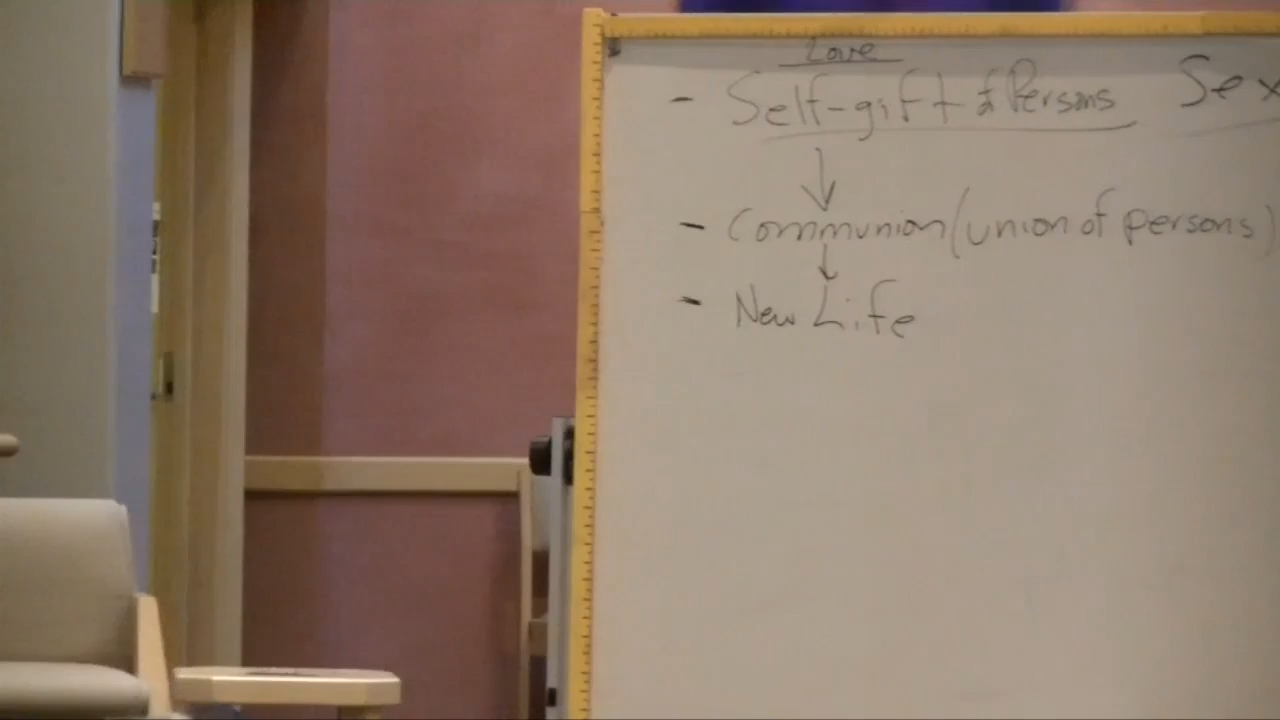 Love
- Self-gift of Persons Sex
- Communion (union of persons)
- New Life